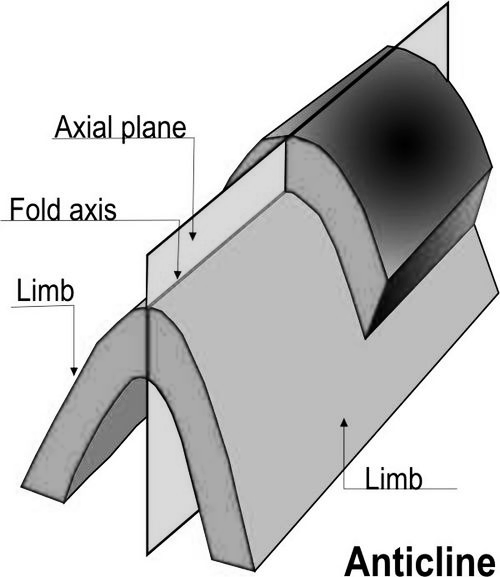 Axial plane
Fold axis
Limb
Limb
Anticline